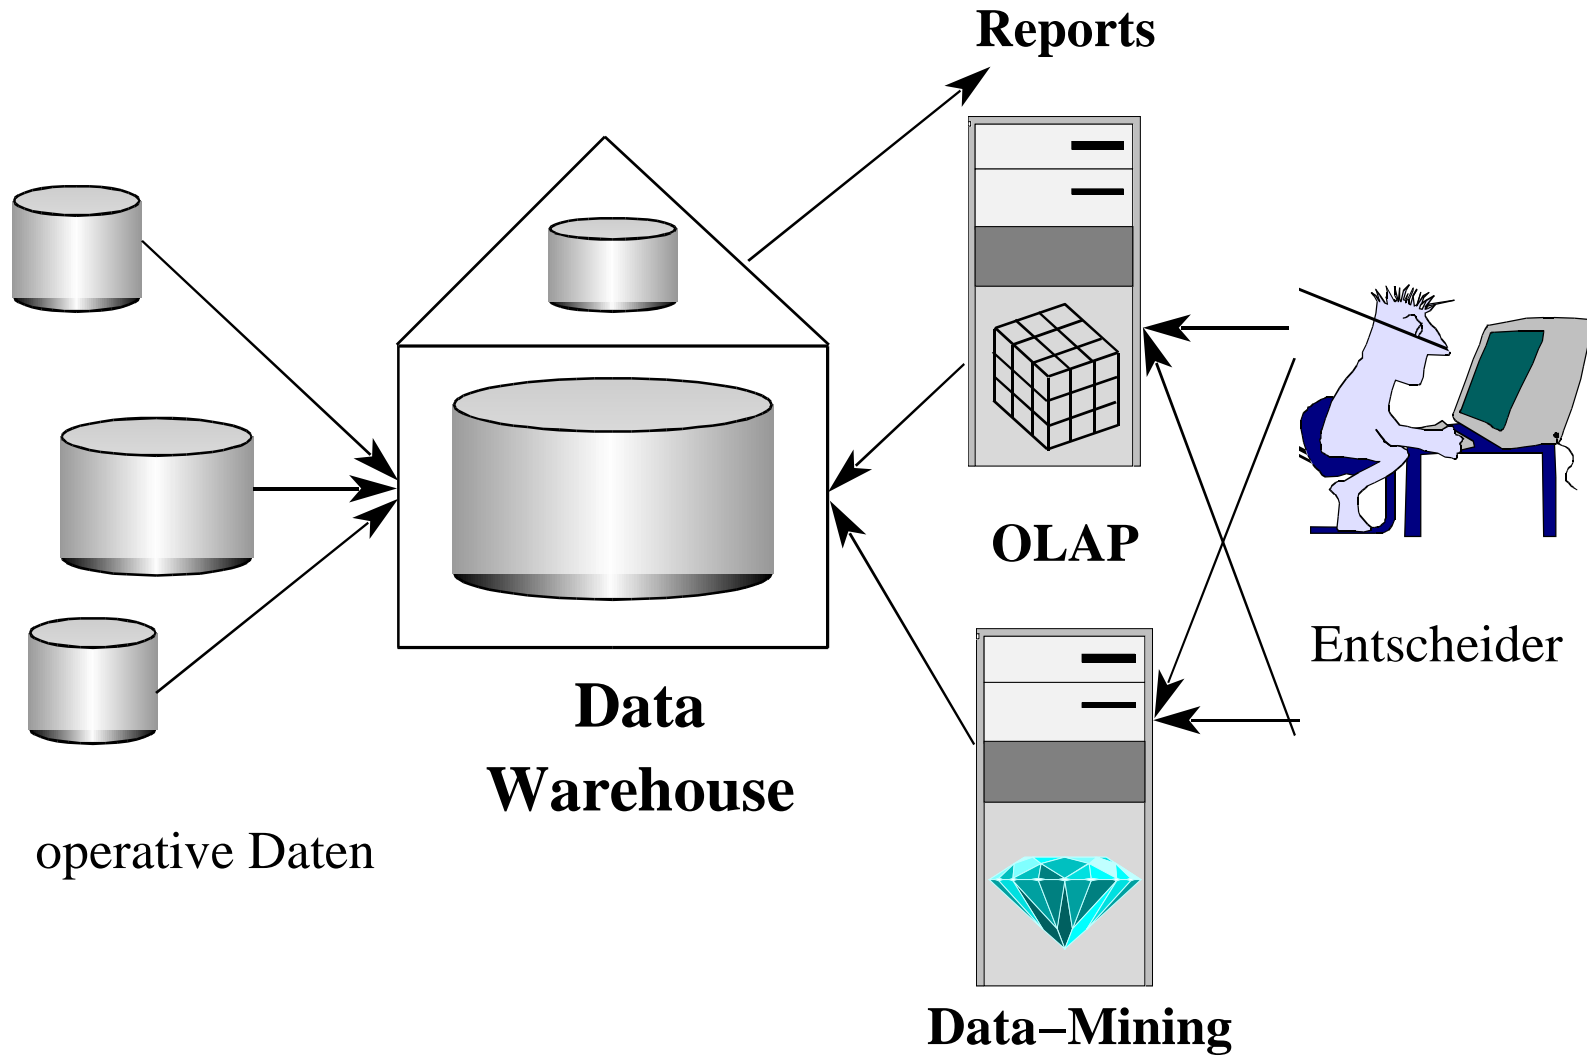 Reports
OLAP
Entscheider
Data
Warehouse
operative Daten
Data–Mining